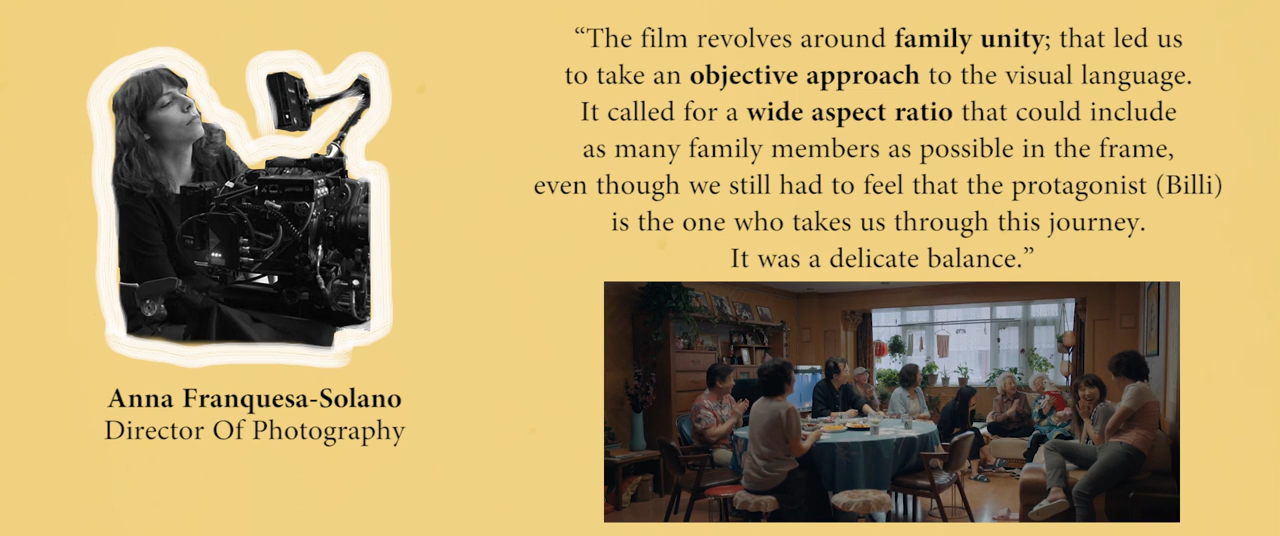 “The film revolves around family unity; that led us
to take an objective approach to the visual language.
It called for a wide aspect ratio that could include
as many family members as possible in the frame,
even though we still had to feel that the protagonist (Billi)
is the one who takes us through this journey.
It was a delicate balance.”
Anna Franquesa-Solano
Director Of Photography